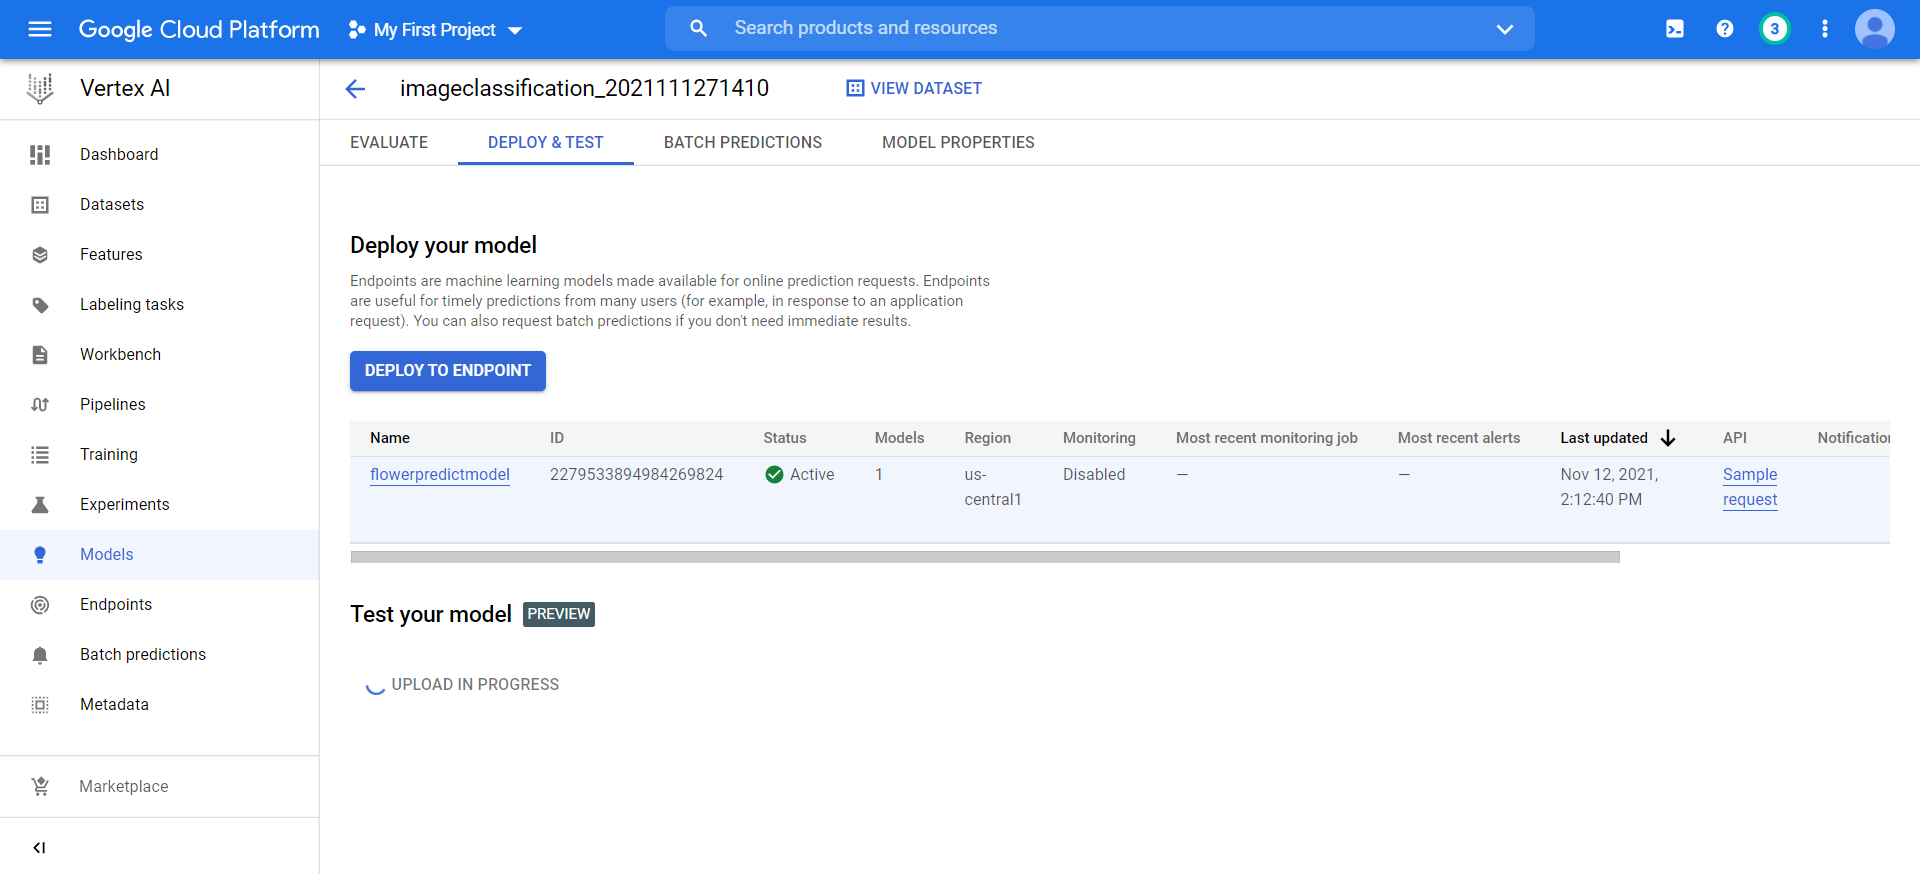 Google Cloud Platform
My First Project
Search products and resources
3
Vertex AI
imageclassification_2021111271410
VIEW DATASET
EVALUATE
DEPLOY & TEST
BATCH PREDICTIONS
MODEL PROPERTIES
Dashboard
Datasets
Features
Labeling tasks
Workbench
Pipelines
Training
Experiments
Models
Endpoints
Batch predictions
Metadata
Marketplace
Deploy your model
Endpoints are machine learning models made available for online prediction requests. Endpoints
are useful for timely predictions from many users (for example, in response to an application
request). You can also request batch predictions if you don't need immediate results.
DEPLOY TO ENDPOINT
Name ID Status Models Region Monitoring Most recent monitoring job Most recent alerts Last updated API Notification
flowerpredictmodel 2279533894984269824 Active 1 us- Disabled — — Nov 12, 2021, Sample
central1 2:12:40 PM request
Test your model PREVIEW
UPLOAD IN PROGRESS